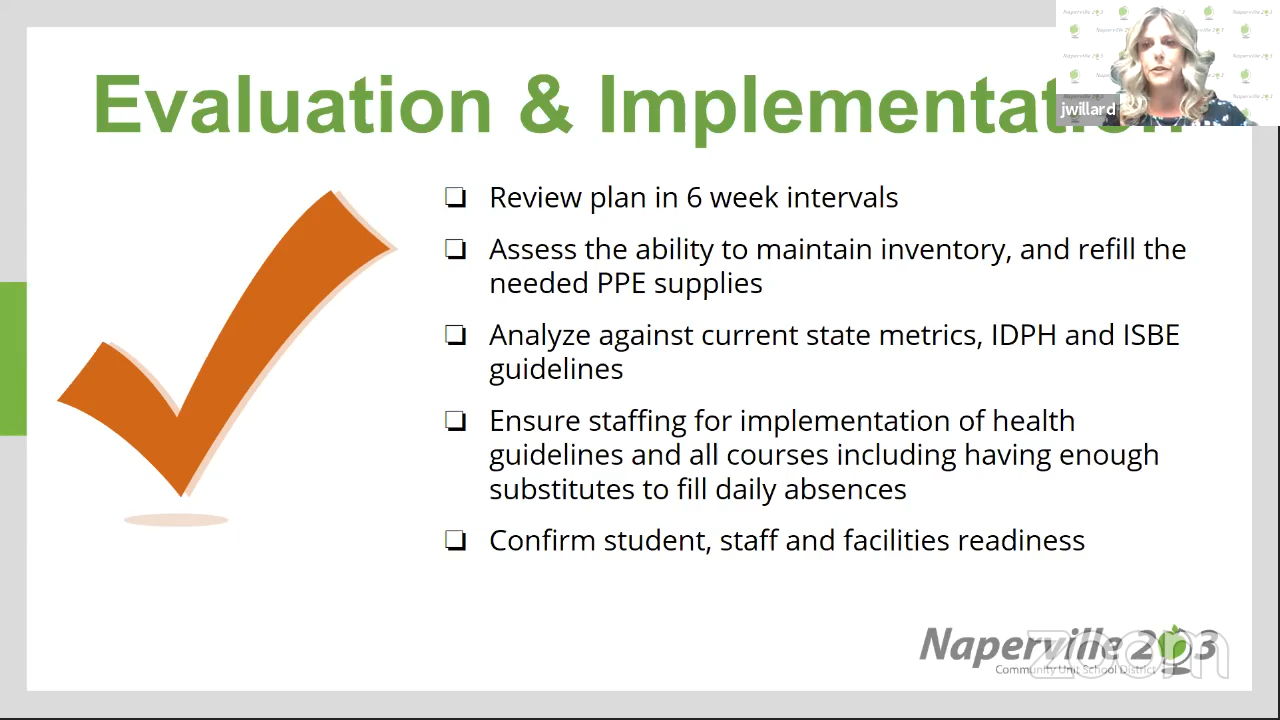 Evaluation & Implementation
jwillard
Review plan in 6 week intervals
Assess the ability to maintain inventory, and refill the
needed PPE supplies
Analyze against current state metrics, IDPH and ISBE
guidelines
Ensure staffing for implementation of health
guidelines and all courses including having enough
substitutes to fill daily absences
Confirm student, staff and facilities readiness
Naperville 203
Community Unit School District
zoom